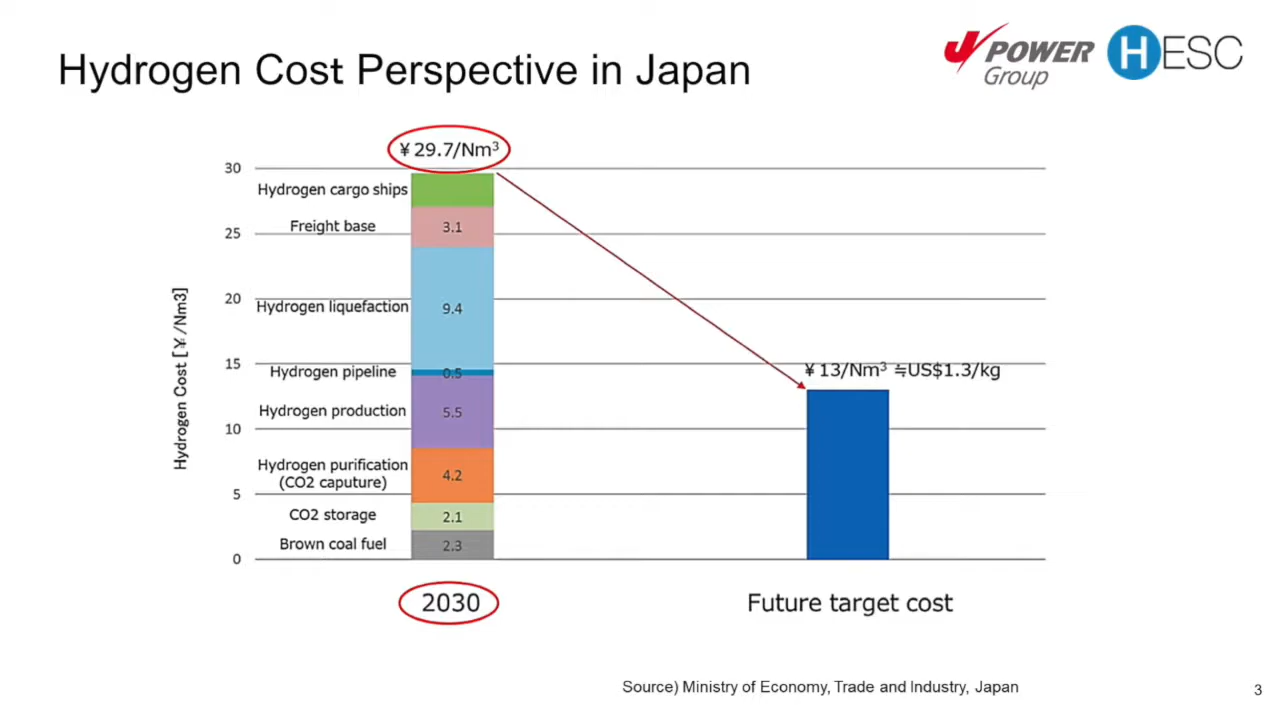 Hydrogen Cost Perspective in Japan
J POWER
Group
HESC
¥29.7/Nm³
30
25
20
15
10
5
0
Hydrogen Cost [¥/Nm3]
Hydrogen cargo ships
Freight base
3.1
Hydrogen liquefaction
9.4
Hydrogen pipeline
0.5
Hydrogen production
5.5
Hydrogen purification
(CO2 caputure)
4.2
CO2 storage
2.1
Brown coal fuel
2.3
¥13/Nm³ ≒US$1.3/kg
2030
Future target cost
Source) Ministry of Economy, Trade and Industry, Japan
3